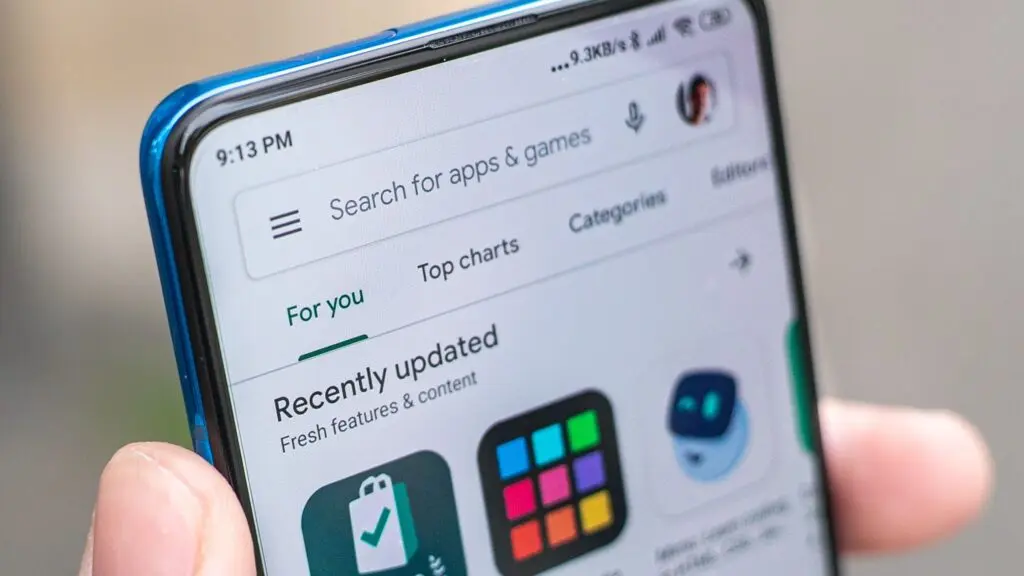 9:13 PM
...9.3KB/s
Search for apps & games
For you
Top charts
Categories
Editors
Recently updated
Fresh features & content